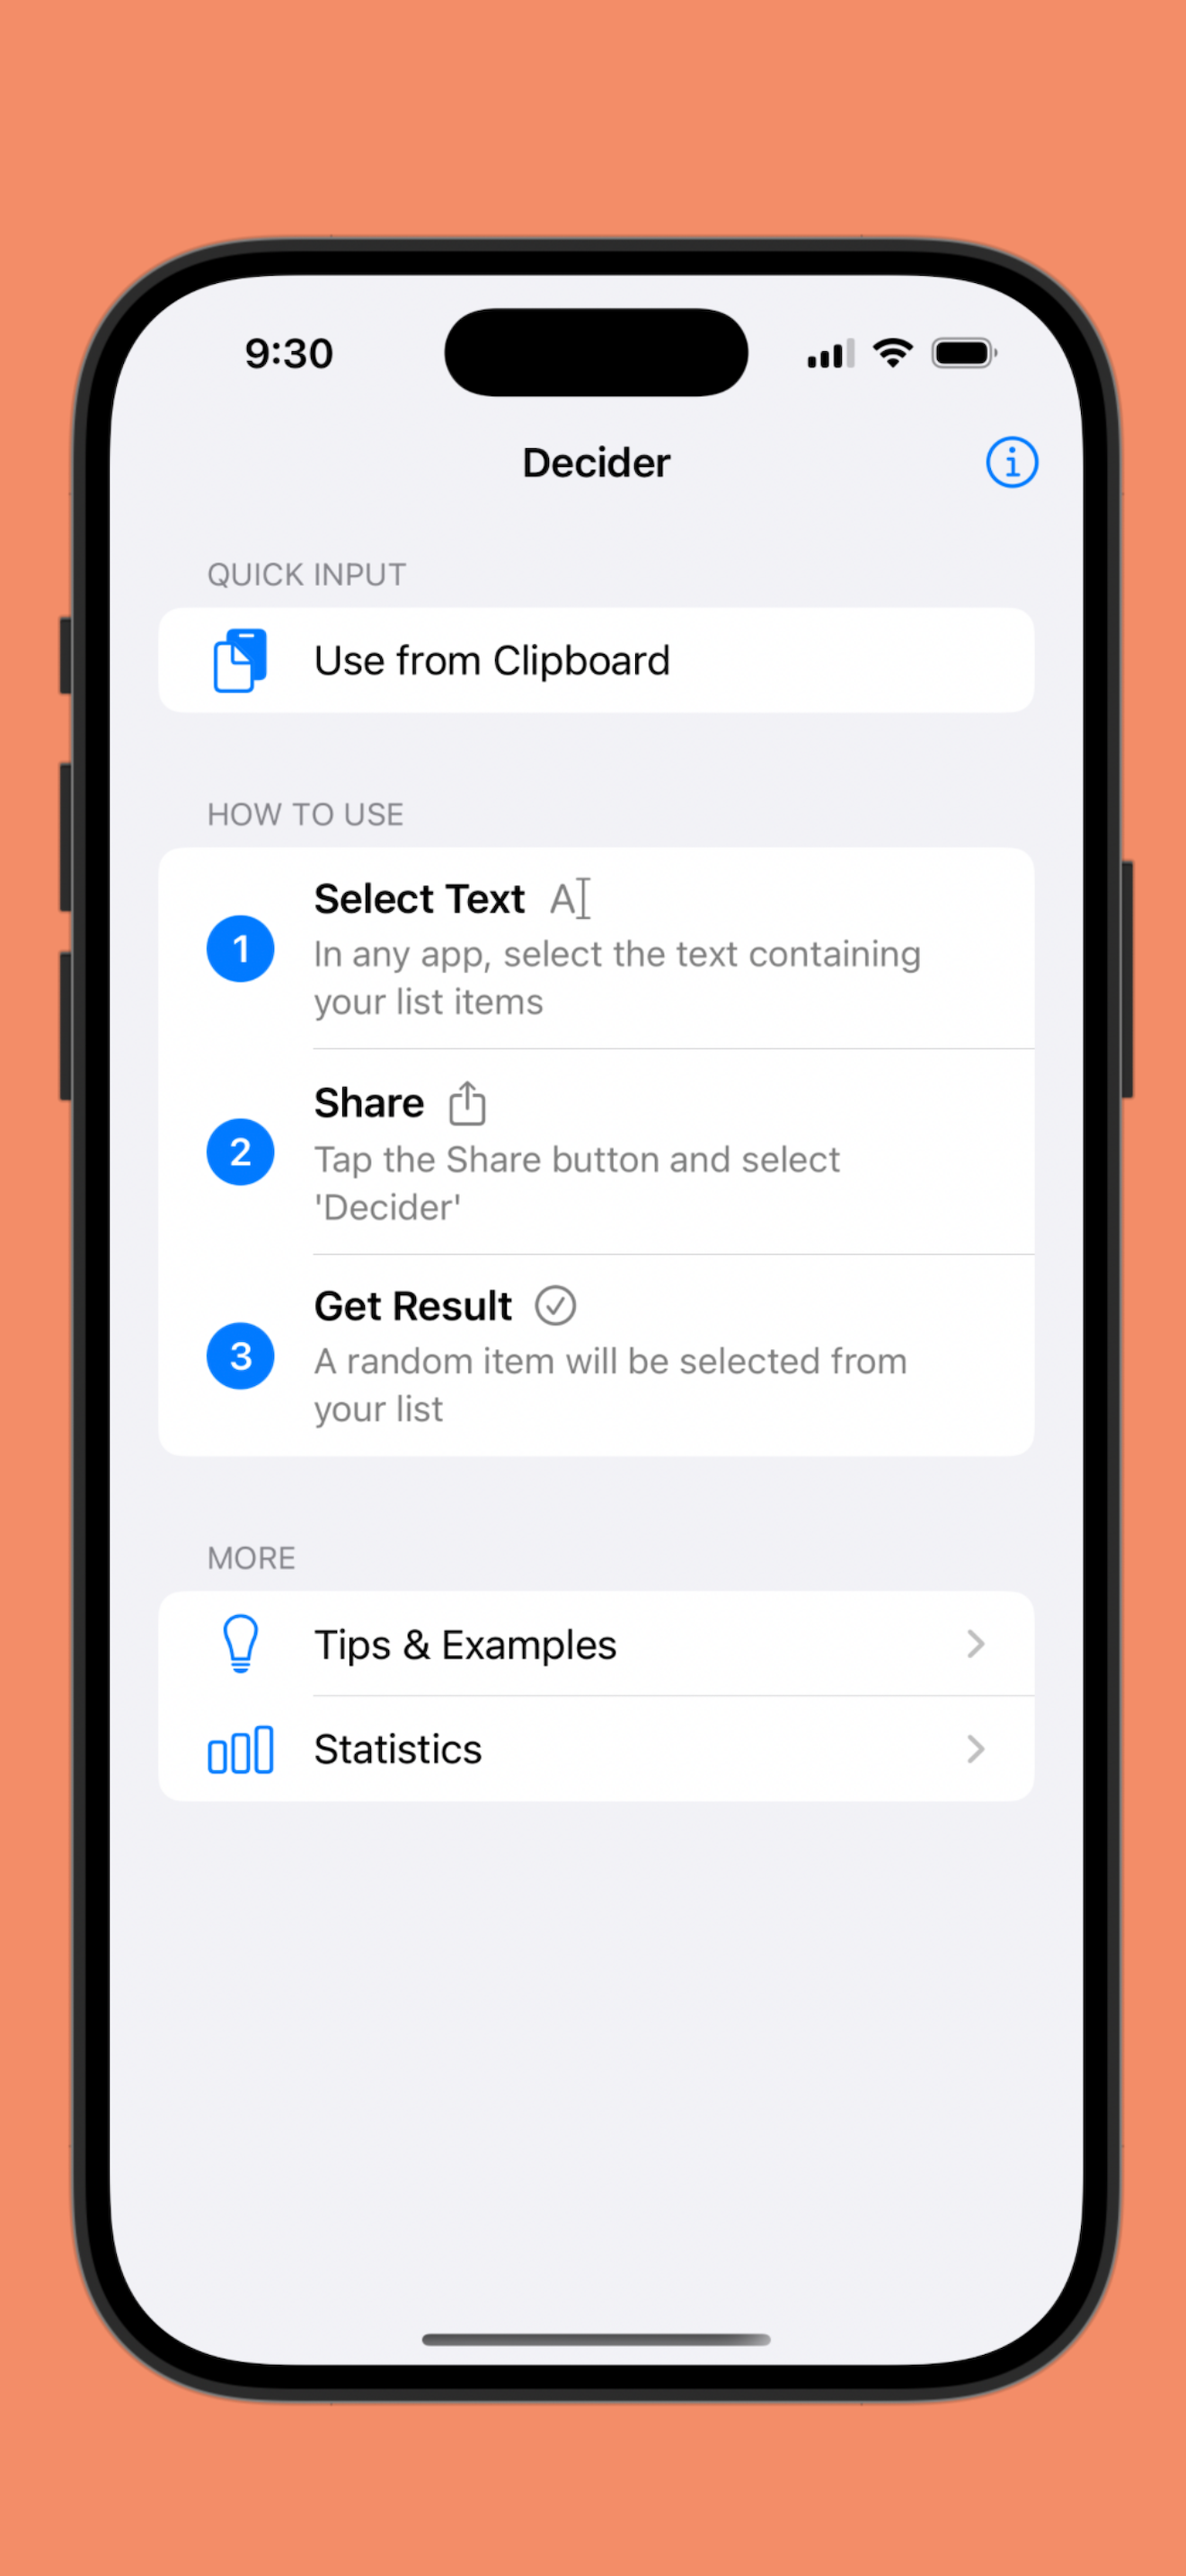 9:30
Decider
QUICK INPUT
Use from Clipboard
HOW TO USE
1
Select Text
In any app, select the text containing
your list items
2
Share
Tap the Share button and select
'Decider'
3
Get Result
A random item will be selected from
your list
MORE
Tips & Examples
Statistics